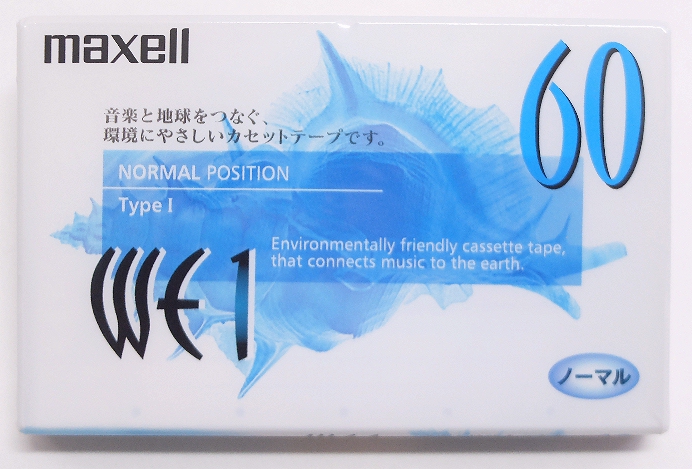 maxell
60
音楽と地球をつなぐ、
環境にやさしいカセットテープです。
NORMAL POSITION
Type I
Environmentally friendly cassette tape,
that connects music to the earth.
WE 1
ノーマル